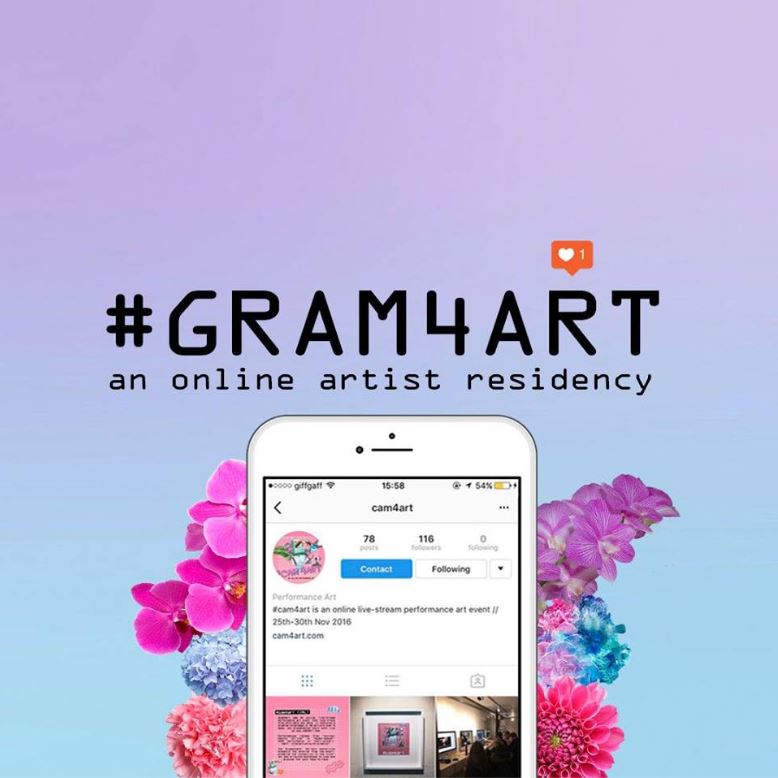 1
#GRAM4ART
an online artist residency
giffgaff 15:58 54%
cam4art
78 116 0
posts followers following
Contact Following
Performance Art
#cam4art is an online live-stream performance art event //
25th-30th Nov 2016
cam4art.com